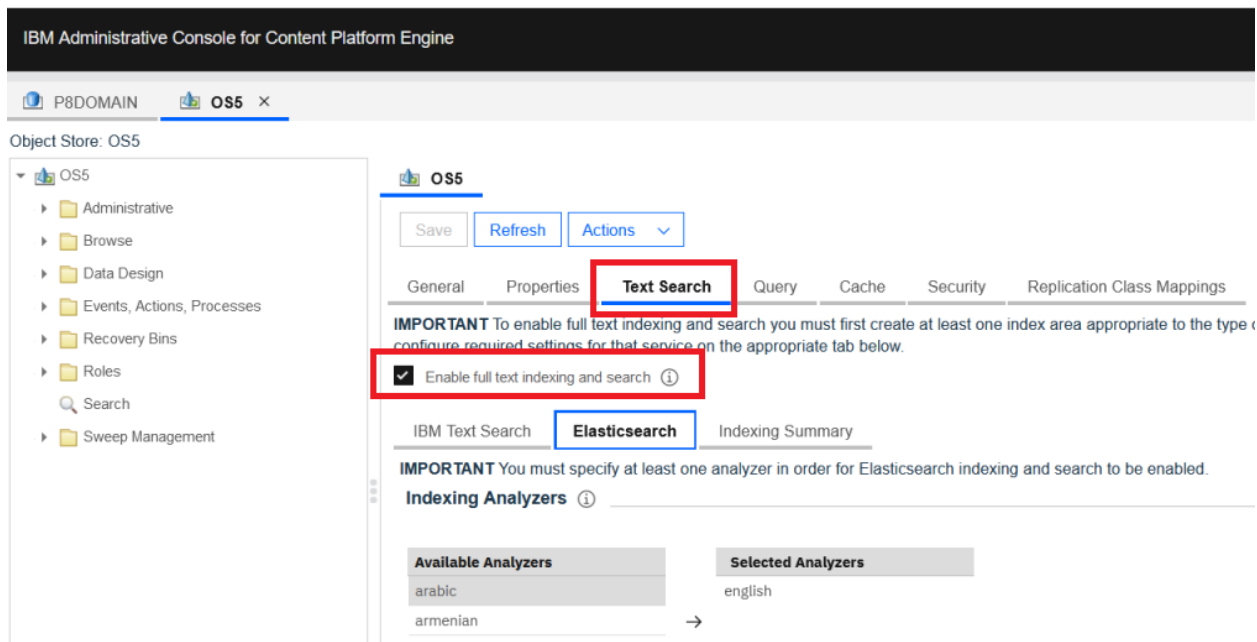 IBM Administrative Console for Content Platform Engine
P8DOMAIN OS5 ×
Object Store: OS5
OS5
Administrative
Browse
Data Design
Events, Actions, Processes
Recovery Bins
Roles
Search
Sweep Management
OS5
Save Refresh Actions
General Properties Text Search Query Cache Security Replication Class Mappings
IMPORTANT To enable full text indexing and search you must first create at least one index area appropriate to the type
configure required settings for that service on the appropriate tab below.
Enable full text indexing and search
IBM Text Search Elasticsearch Indexing Summary
IMPORTANT You must specify at least one analyzer in order for Elasticsearch indexing and search to be enabled.
Indexing Analyzers
Available Analyzers Selected Analyzers
arabic english
armenian →